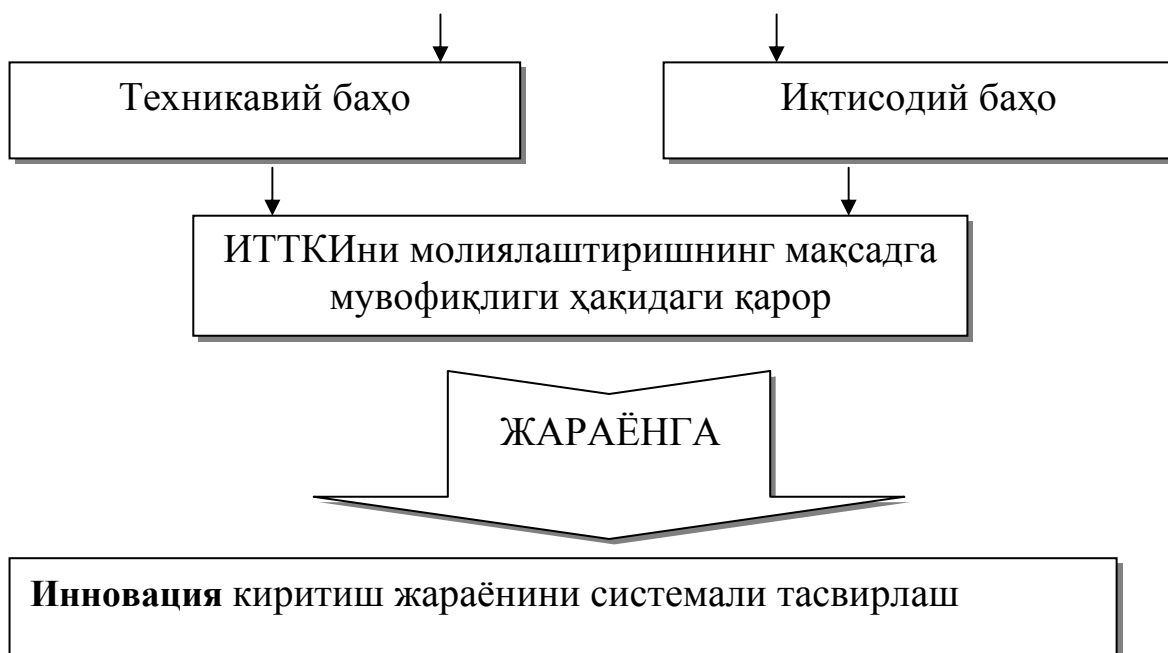 Техникавий баҳо
Иқтисодий баҳо
ИТТКИни молиялаштиришнинг мақсадга
мувофиқлиги ҳақидаги қарор
ЖАРАЁНГА
Инновация киритиш жараёнини системали тасвирлаш